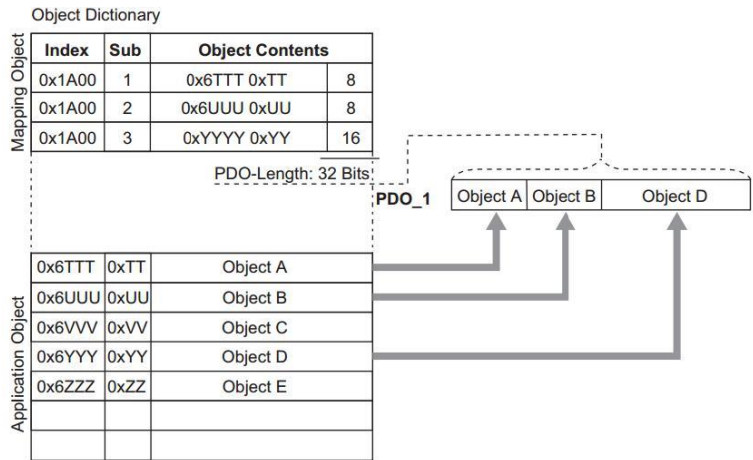 Object Dictionary
Mapping Object
Index Sub Object Contents
0x1A00 1 0x6TTT 0xTT 8
0x1A00 2 0x6UUU 0xUU 8
0x1A00 3 0xYYYY 0xYY 16
PDO-Length: 32 Bits
PDO_1 Object A Object B Object D
Application Object
0x6TTT 0xTT Object A
0x6UUU 0xUU Object B
0x6VVV 0xVV Object C
0x6YYY 0xYY Object D
0x6ZZZ 0xZZ Object E